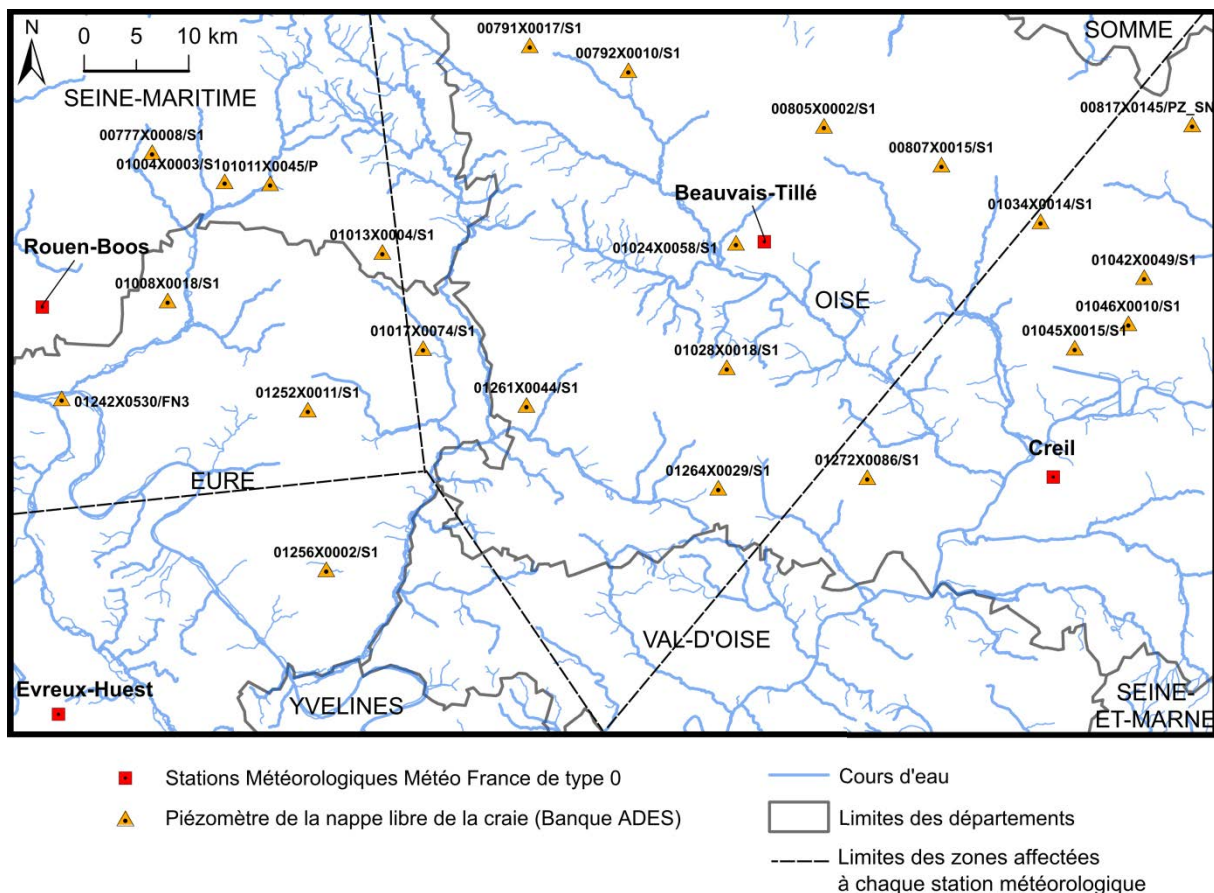 N
0 5 10 km
00791X0017/S1
SOMME
00792X0010/S1
SEINE-MARITIME
00805X0002/S1
00817X0145/PZ_SN
00777X0008/S1
00807X0015/S1
01004X0003/S1
01011X0045/P
Beauvais-Tillé
01034X0014/S1
01013X0004/S1
01024X0058/S1
Rouen-Boos
01042X0049/S1
01008X0018/S1
OISE
01046X0010/S1
01017X0074/S1
01045X0015/S1
01028X0018/S1
01252X0011/S1
01261X0044/S1
01242X0530/FN3
Creil
01264X0029/S1
01272X0086/S1
EURE
01256X0002/S1
VAL-D'OISE
Evreux-Huest
YVELINES
SEINE-
ET-MARNE
Stations Météorologiques Météo France de type 0
Piézomètre de la nappe libre de la craie (Banque ADES)
Cours d'eau
Limites des départements
Limites des zones affectées
à chaque station météorologique